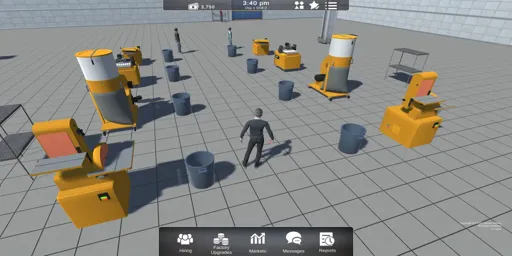 3,750
3:40 pm
Hiring
Factory
Upgrades
Markets
Messages
Reports